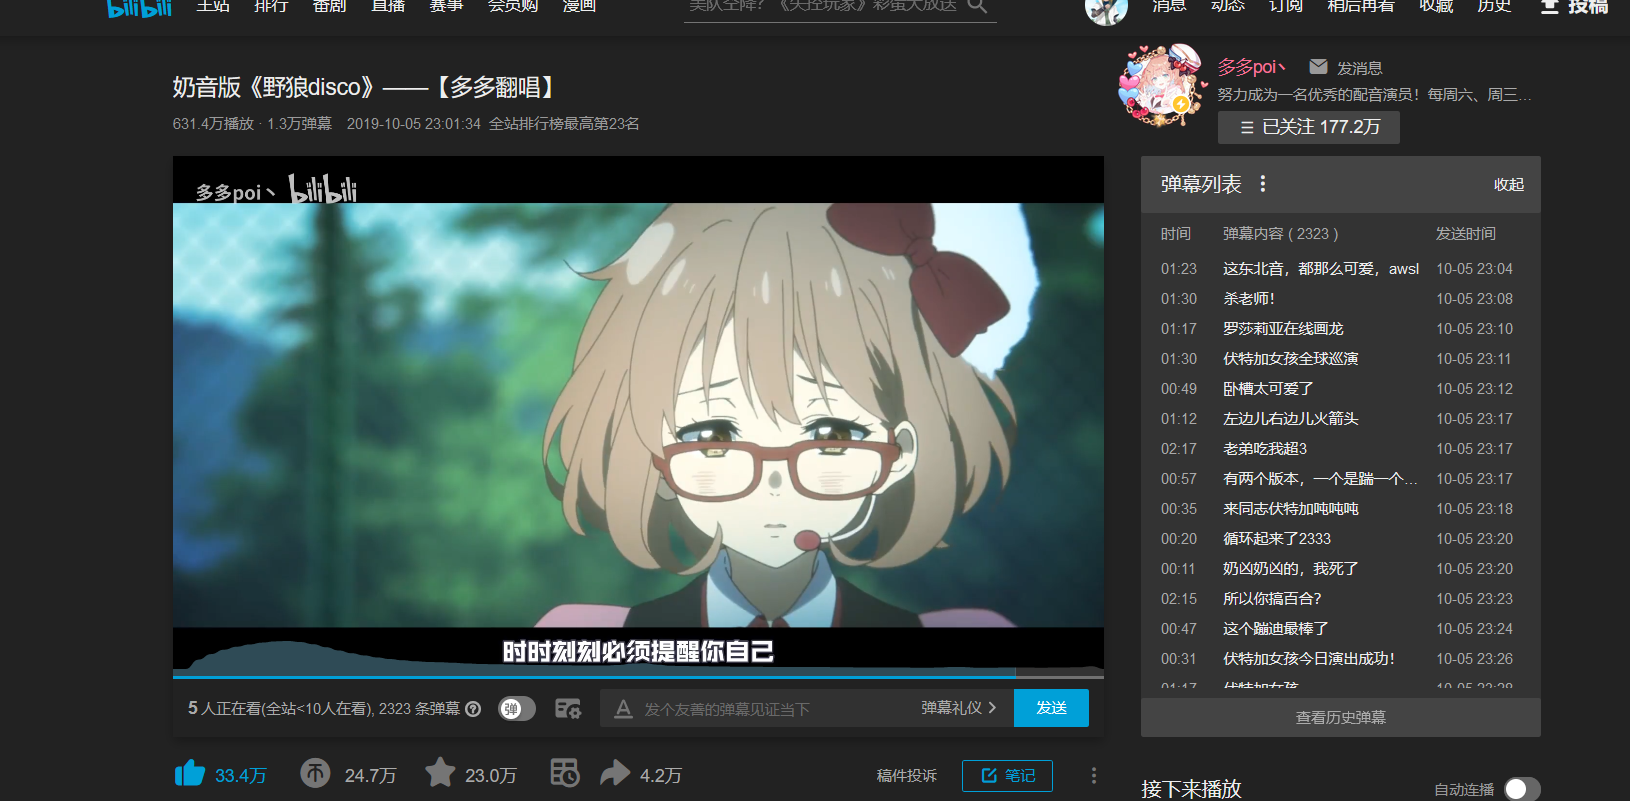 bilibili 主站 排行 番剧 直播 赛事 会员购 漫画 美队空降？《失控玩家》彩蛋大放送 消息 动态 订阅 稍后再看 收藏 历史 投稿
奶音版《野狼disco》——【多多翻唱】
631.4万播放 · 1.3万弹幕 2019-10-05 23:01:34 全站排行榜最高第23名
多多poi丶 发消息
努力成为一名优秀的配音演员！每周六、周三...
已关注 177.2万
多多poi丶 bilibili
时时刻刻必须提醒你自己
5 人正在看(全站<10人在看), 2323 条弹幕 弹 A 发个友善的弹幕见证当下 弹幕礼仪 发送
33.4万 24.7万 23.0万 4.2万 稿件投诉 笔记
弹幕列表 收起
时间 弹幕内容 ( 2323 ) 发送时间
01:23 这东北音，都那么可爱，awsl 10-05 23:04
01:30 杀老师！ 10-05 23:08
01:17 罗莎莉亚在线画龙 10-05 23:10
01:30 伏特加女孩全球巡演 10-05 23:11
00:49 卧槽太可爱了 10-05 23:12
01:12 左边儿右边儿火箭头 10-05 23:17
02:17 老弟吃我超3 10-05 23:17
00:57 有两个版本，一个是踹一个... 10-05 23:17
00:35 来同志伏特加吨吨吨 10-05 23:18
00:20 循环起来了2333 10-05 23:20
00:11 奶凶奶凶的，我死了 10-05 23:20
02:15 所以你搞百合？ 10-05 23:23
00:47 这个蹦迪最棒了 10-05 23:24
00:31 伏特加女孩今日演出成功！ 10-05 23:26
01:17 伏特加女孩 10-05 23:28
查看历史弹幕
接下来播放 自动连播